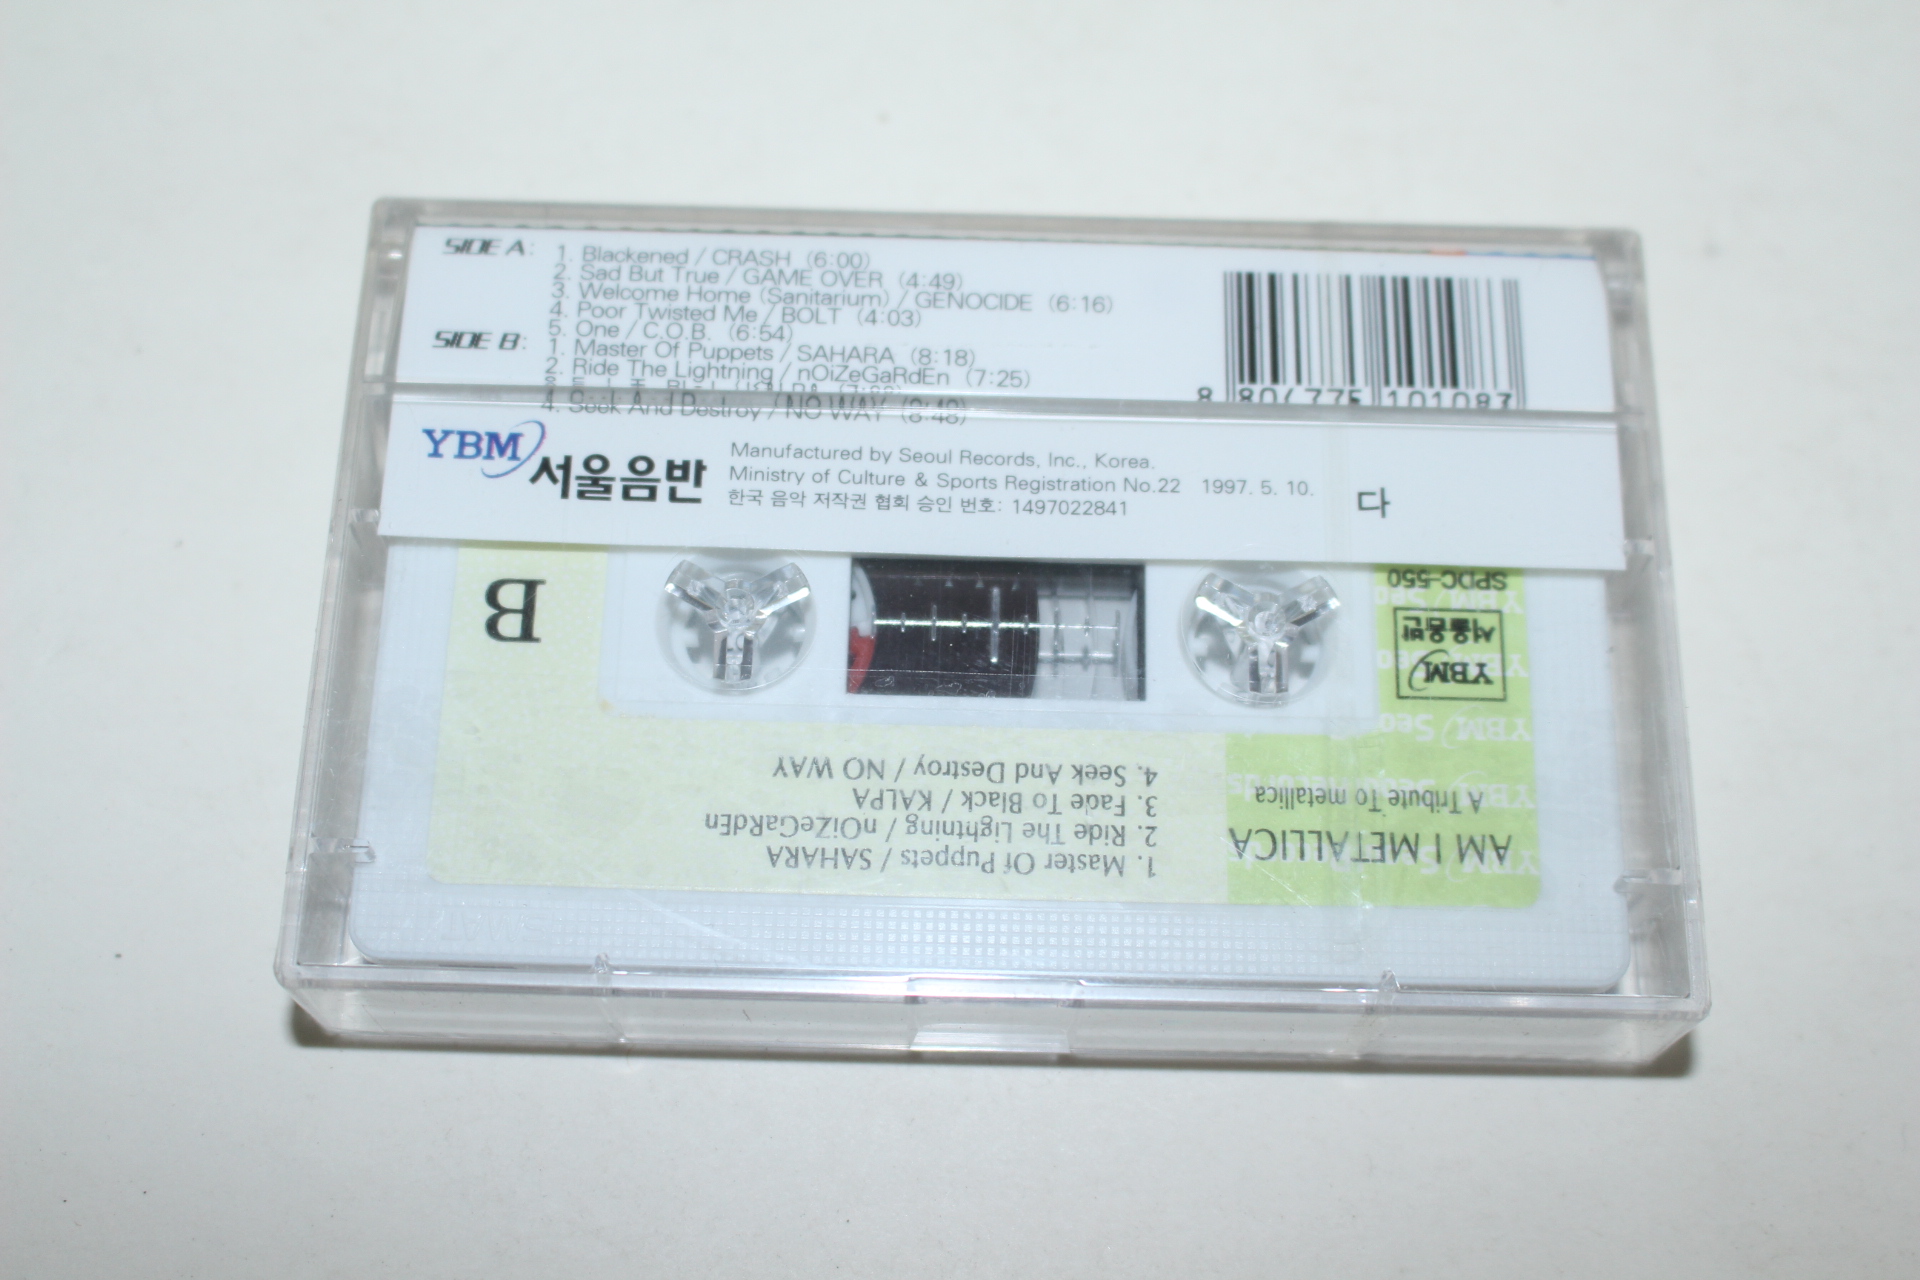 SIDE A:
1. Blackened / CRASH (6:00)
2. Sad But True / GAME OVER (4:49)
3. Welcome Home (Sanitarium) / GENOCIDE (6:16)
4. Poor Twisted Me / BOLT (4:03)
5. One / C.O.B. (6:54)
SIDE B:
1. Master Of Puppets / SAHARA (8:18)
2. Ride The Lightning / nOiZeGaRdEn (7:25)
4. Seek And Destroy / NO WAY (8:48)
8 804775 101087
YBM 서울음반
Manufactured by Seoul Records, Inc., Korea.
Ministry of Culture & Sports Registration No.22 1997. 5. 10.
한국 음악 저작권 협회 승인 번호: 1497022841
다
B
SPDC-550
YBM
서울음반
AM I METALLICA
A Tribute To metallica
1. Master Of Puppets / SAHARA
2. Ride The Lightning / nOiZeGaRdEn
3. Fade To Black / KALPA
4. Seek And Destroy / NO WAY